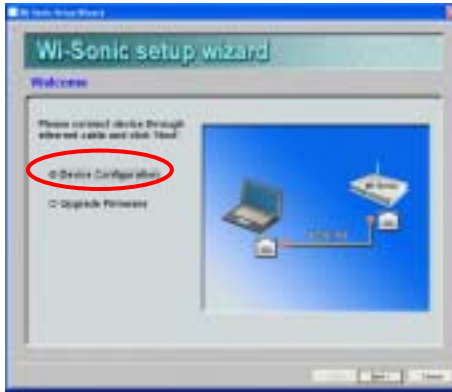 Wi-Sonic setup wizard
Welcome
Please connect device through
ethernet cable and click 'Next'
Device Configuration
Upgrade Firmware